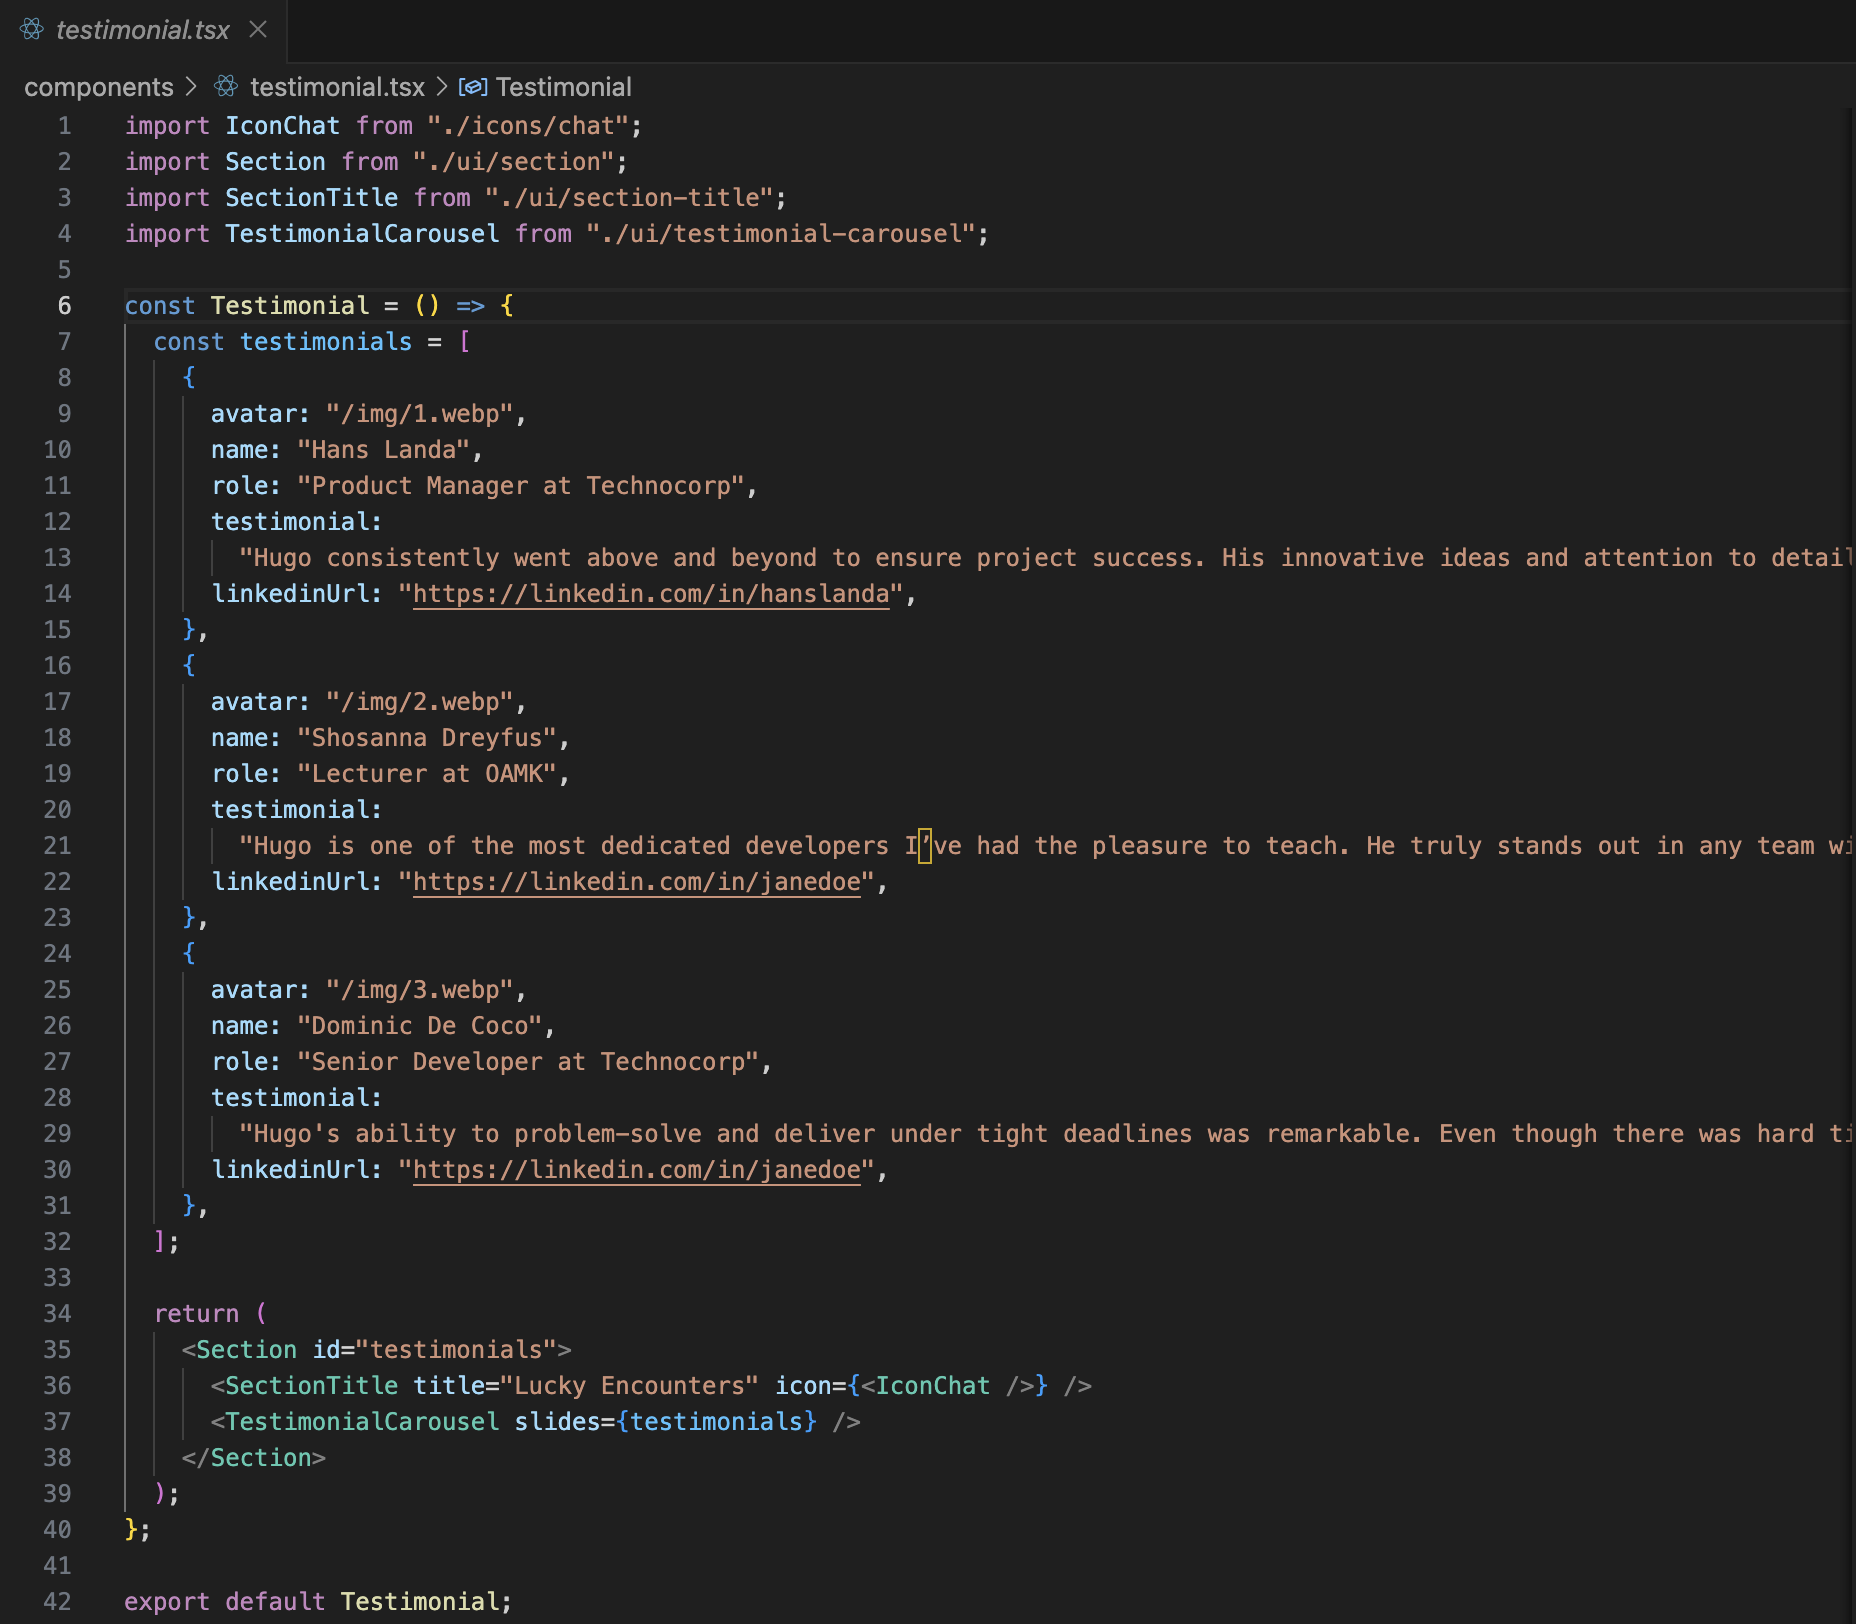 testimonial.tsx
components > testimonial.tsx > Testimonial
1 import IconChat from "./icons/chat";
2 import Section from "./ui/section";
3 import SectionTitle from "./ui/section-title";
4 import TestimonialCarousel from "./ui/testimonial-carousel";
5
6 const Testimonial = () => {
7   const testimonials = [
8     {
9       avatar: "/img/1.webp",
10       name: "Hans Landa",
11       role: "Product Manager at Technocorp",
12       testimonial:
13         "Hugo consistently went above and beyond to ensure project success. His innovative ideas and attention to detail
14       linkedinUrl: "https://linkedin.com/in/hanslanda",
15     },
16     {
17       avatar: "/img/2.webp",
18       name: "Shosanna Dreyfus",
19       role: "Lecturer at OAMK",
20       testimonial:
21         "Hugo is one of the most dedicated developers I’ve had the pleasure to teach. He truly stands out in any team wi
22       linkedinUrl: "https://linkedin.com/in/janedoe",
23     },
24     {
25       avatar: "/img/3.webp",
26       name: "Dominic De Coco",
27       role: "Senior Developer at Technocorp",
28       testimonial:
29         "Hugo's ability to problem-solve and deliver under tight deadlines was remarkable. Even though there was hard ti
30       linkedinUrl: "https://linkedin.com/in/janedoe",
31     },
32   ];
33
34   return (
35     <Section id="testimonials">
36       <SectionTitle title="Lucky Encounters" icon={<IconChat />} />
37       <TestimonialCarousel slides={testimonials} />
38     </Section>
39   );
40 };
41
42 export default Testimonial;